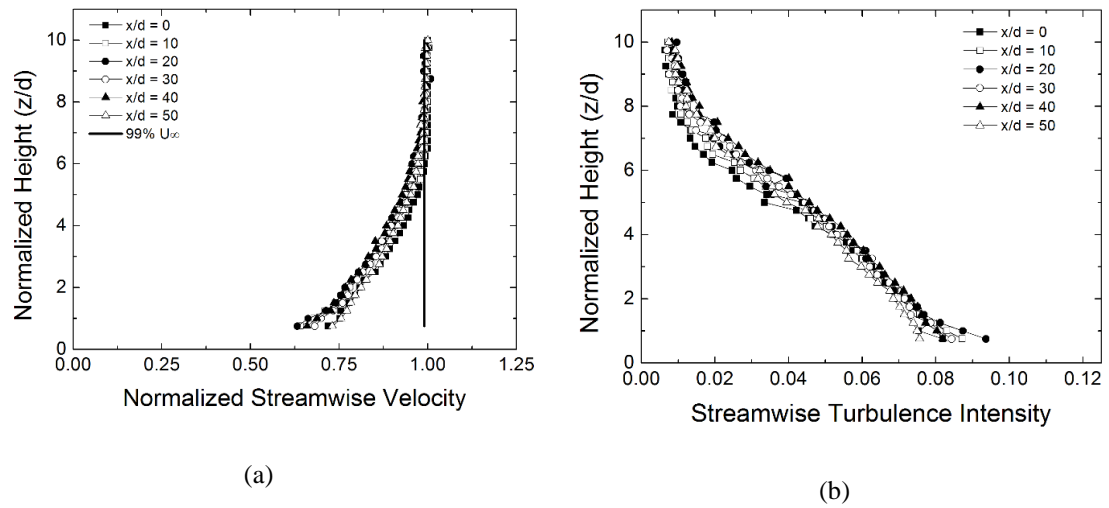 x/d = 0
x/d = 10
x/d = 20
x/d = 30
x/d = 40
x/d = 50
99% U∞
10
8
6
4
2
0
0.00 0.25 0.50 0.75 1.00 1.25
Normalized Height (z/d)
Normalized Streamwise Velocity
(a)
x/d = 0
x/d = 10
x/d = 20
x/d = 30
x/d = 40
x/d = 50
10
8
6
4
2
0
0.00 0.02 0.04 0.06 0.08 0.10 0.12
Normalized Height (z/d)
Streamwise Turbulence Intensity
(b)